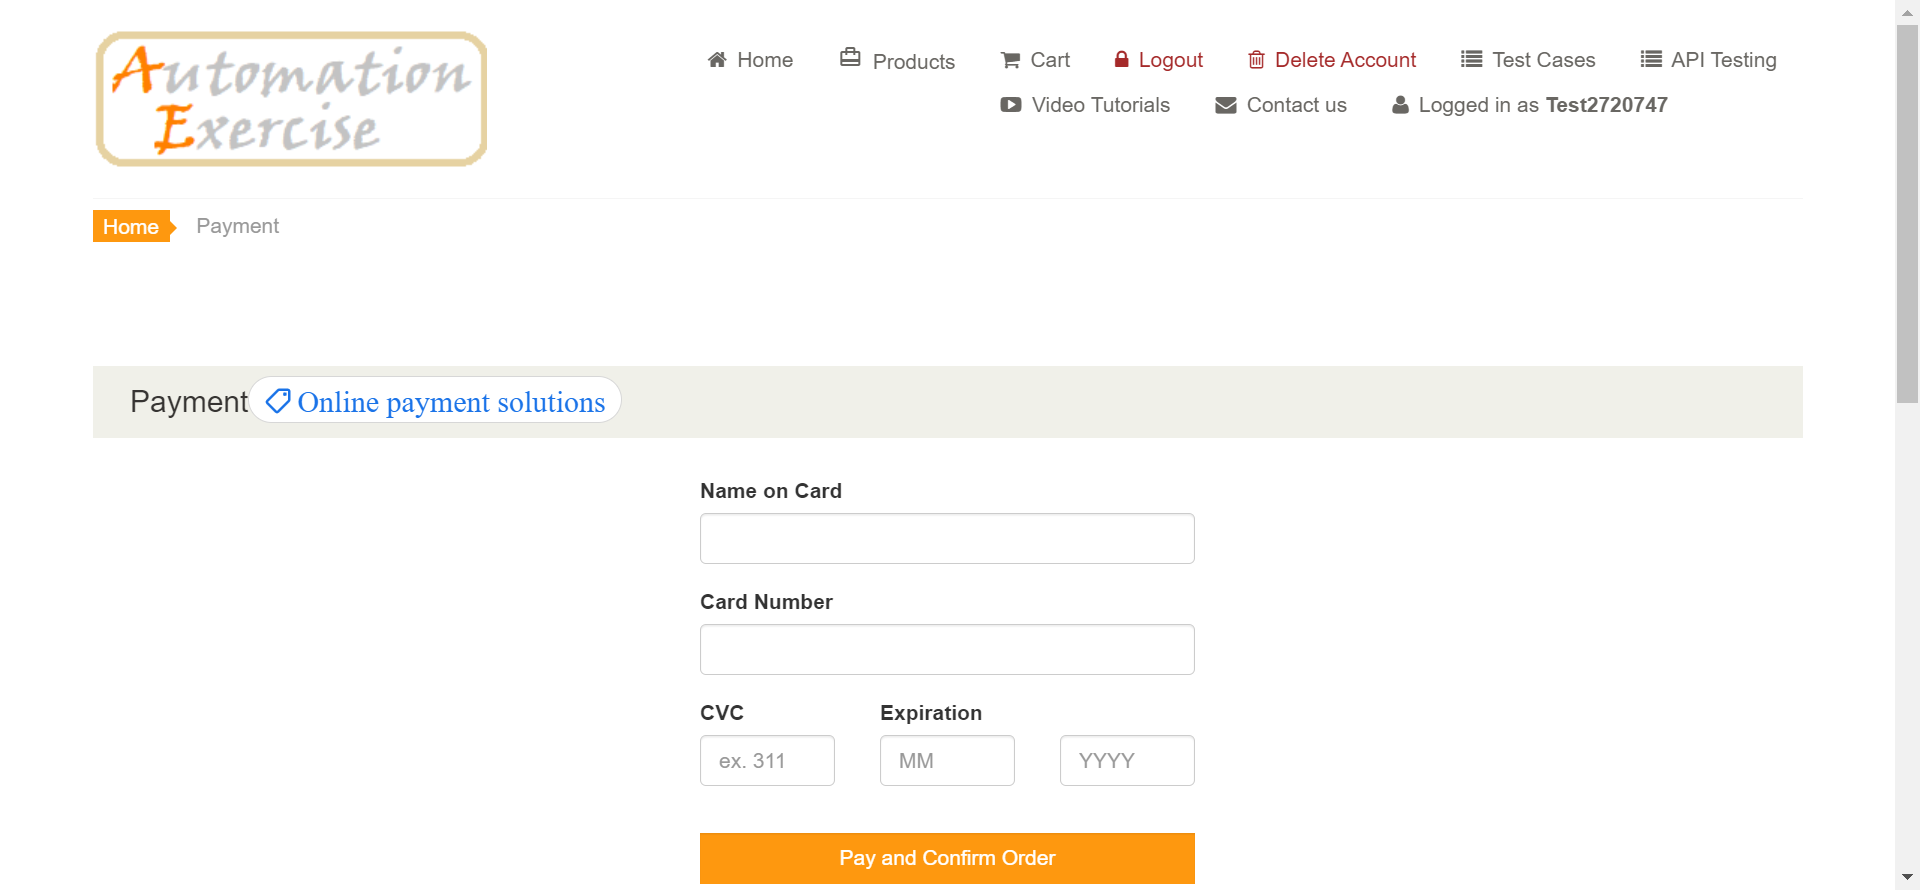 Automation
Exercise
Home Products Cart Logout Delete Account Test Cases API Testing
Video Tutorials Contact us Logged in as Test2720747
Home Payment
Payment Online payment solutions
Name on Card
Card Number
CVC Expiration
ex. 311 MM YYYY
Pay and Confirm Order